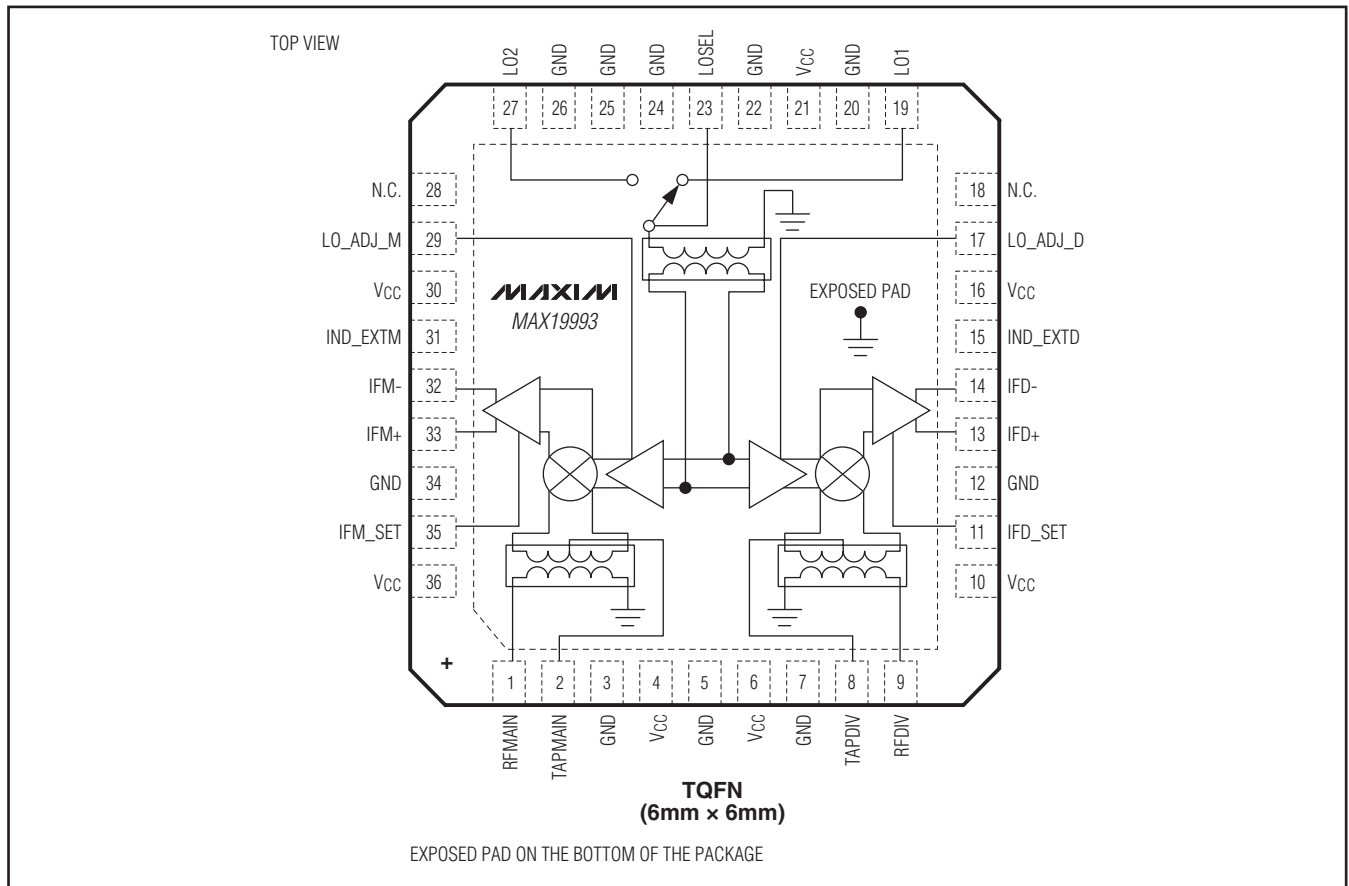 TOP VIEW
LO2 GND GND GND LOSEL GND VCC GND LO1
27 26 25 24 23 22 21 20 19
N.C. 28
18 N.C.
LO_ADJ_M 29
17 LO_ADJ_D
VCC 30
16 VCC
MAXIM
MAX19993
EXPOSED PAD
IND_EXTM 31
15 IND_EXTD
IFM- 32
14 IFD-
IFM+ 33
13 IFD+
GND 34
12 GND
IFM_SET 35
11 IFD_SET
VCC 36
10 VCC
+
1 2 3 4 5 6 7 8 9
RFMAIN TAPMAIN GND VCC GND VCC GND TAPDIV RFDIV
TQFN
(6mm × 6mm)
EXPOSED PAD ON THE BOTTOM OF THE PACKAGE